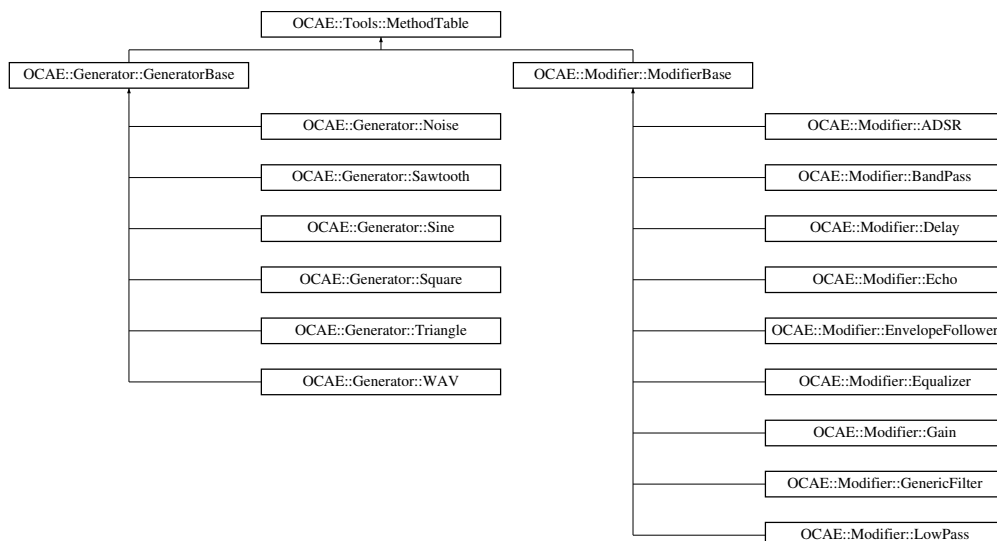 OCAE::Tools::MethodTable
OCAE::Generator::GeneratorBase
OCAE::Modifier::ModifierBase
OCAE::Generator::Noise
OCAE::Modifier::ADSR
OCAE::Generator::Sawtooth
OCAE::Modifier::BandPass
OCAE::Generator::Sine
OCAE::Modifier::Delay
OCAE::Generator::Square
OCAE::Modifier::Echo
OCAE::Generator::Triangle
OCAE::Modifier::EnvelopeFollower
OCAE::Generator::WAV
OCAE::Modifier::Equalizer
OCAE::Modifier::Gain
OCAE::Modifier::GenericFilter
OCAE::Modifier::LowPass